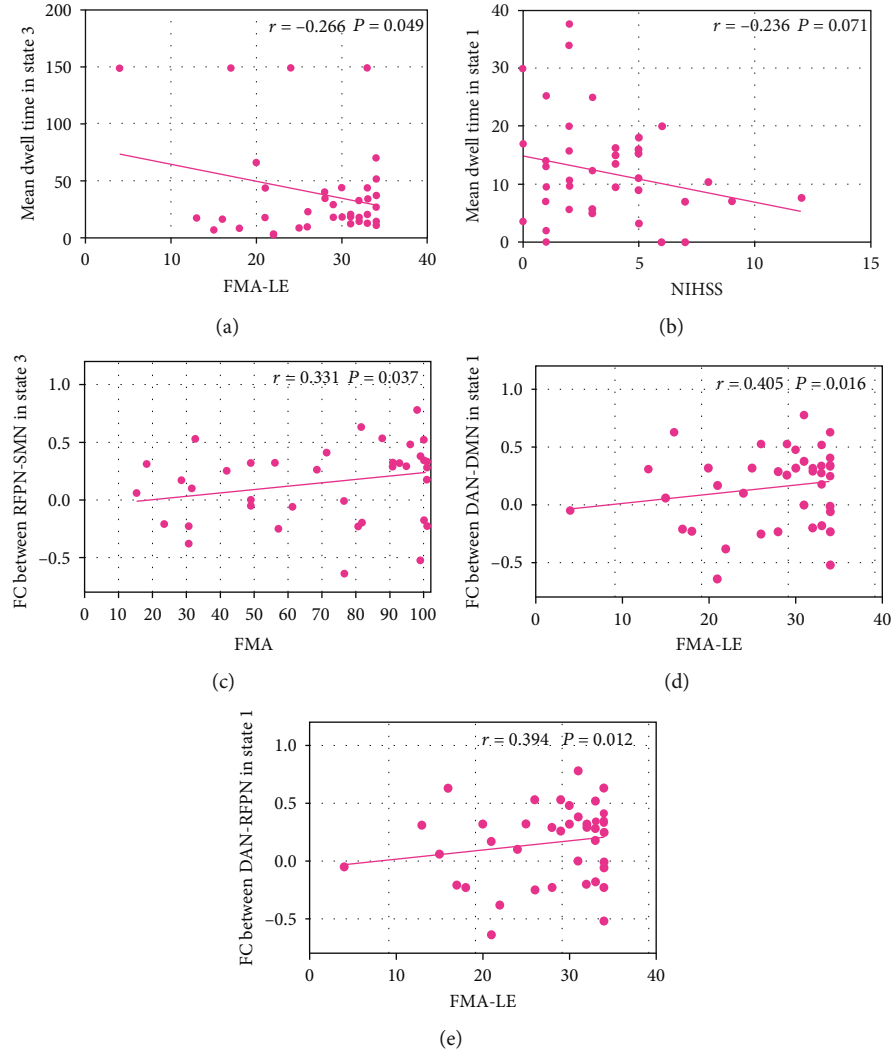 r = −0.266 P = 0.049
Mean dwell time in state 3
200
150
100
50
0
0 10 20 30 40
FMA-LE
(a)
r = −0.236 P = 0.071
Mean dwell time in state 1
40
30
20
10
0
0 5 10 15
NIHSS
(b)
r = 0.331 P = 0.037
FC between RFPN-SMN in state 3
1.0
0.5
0.0
−0.5
0 10 20 30 40 50 60 70 80 90 100
FMA
(c)
r = 0.405 P = 0.016
FC between DAN-DMN in state 1
1.0
0.5
0.0
−0.5
0 10 20 30 40
FMA-LE
(d)
r = 0.394 P = 0.012
FC between DAN-RFPN in state 1
1.0
0.5
0.0
−0.5
0 10 20 30 40
FMA-LE
(e)